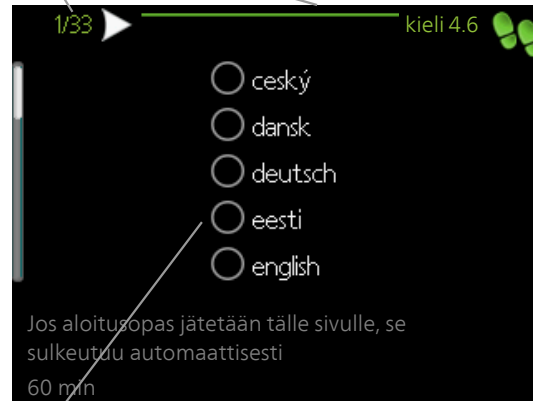 1/33
kieli 4.6
ceský
dansk
deutsch
eesti
english
Jos aloitusopas jätetään tälle sivulle, se
sulkeutuu automaattisesti
60 min